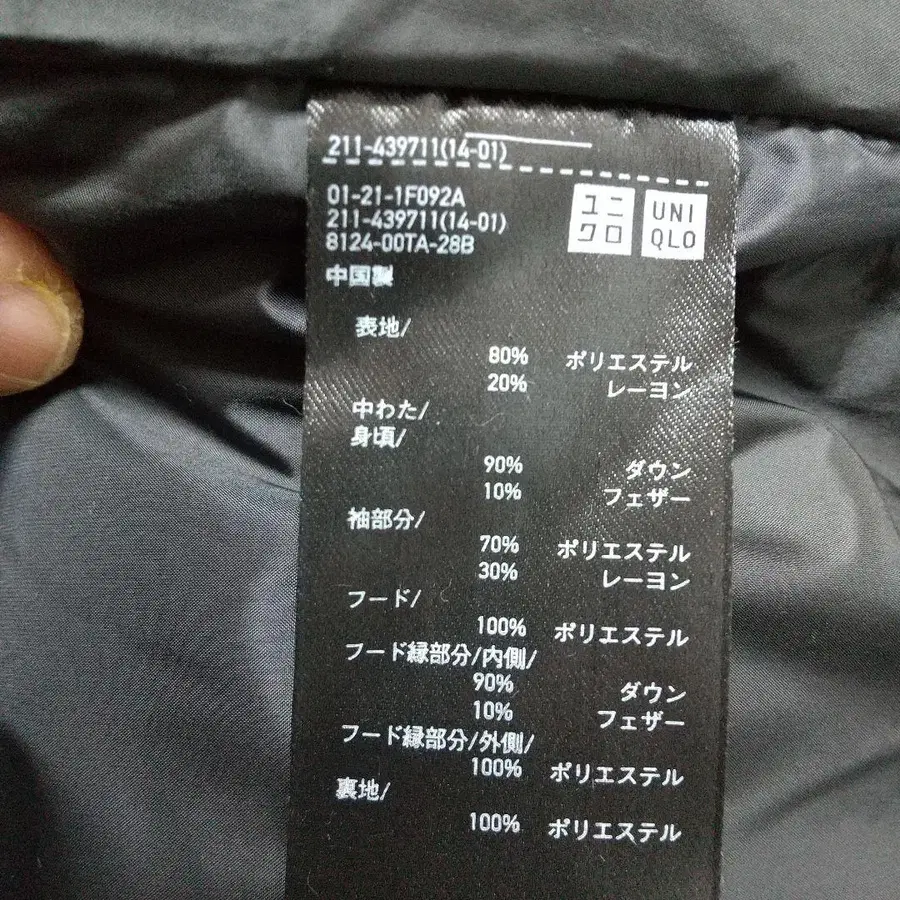 211-439711(14-01)
01-21-1F092A
211-439711(14-01)
8124-00TA-28B
ユニ
クロ
UNI
QLO
中国製
表地/
80% ポリエステル
20% レーヨン
中わた/
身頃/
90% ダウン
10% フェザー
袖部分/
70% ポリエステル
30% レーヨン
フード/
100% ポリエステル
フード縁部分/内側/
90% ダウン
10% フェザー
フード縁部分/外側/
100% ポリエステル
裏地/
100% ポリエステル